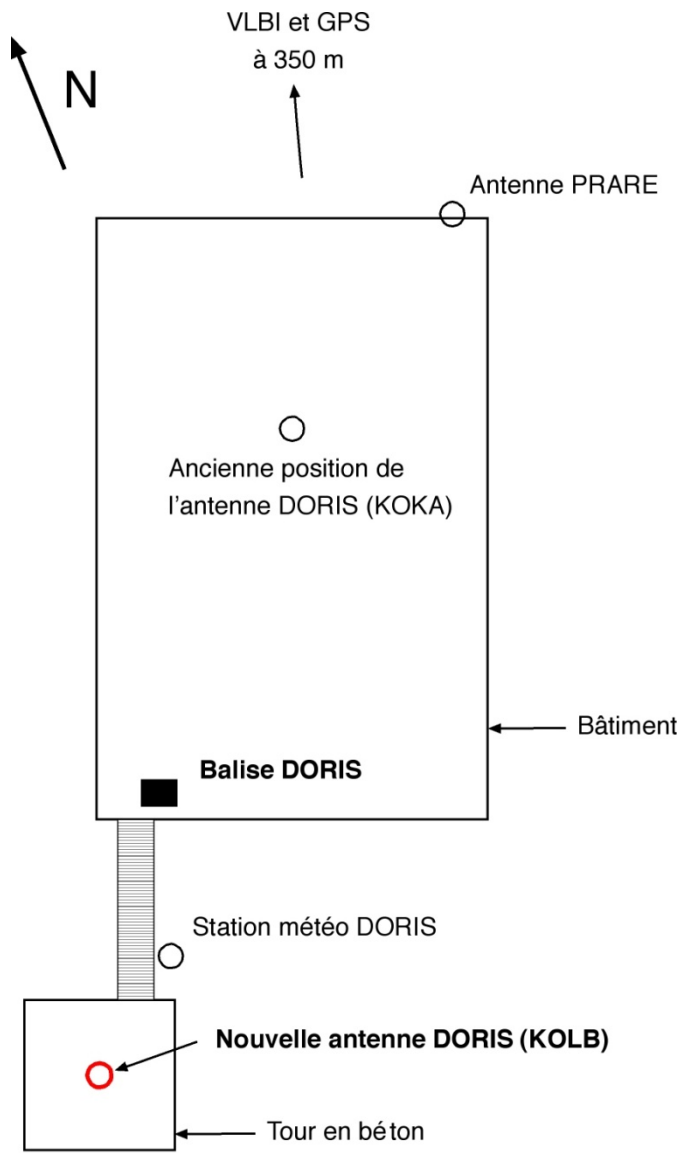 VLBI et GPS
à 350 m
N
Antenne PRARE
Ancienne position de
l'antenne DORIS (KOKA)
Bâtiment
Balise DORIS
Station météo DORIS
Nouvelle antenne DORIS (KOLB)
Tour en béton